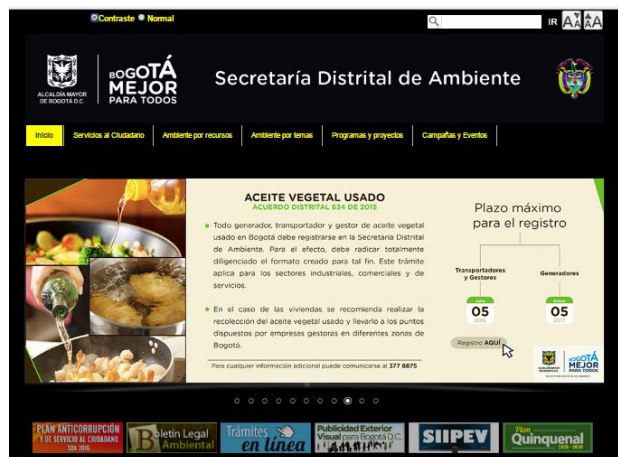 Contraste Normal
IR
ALCALDÍA MAYOR
DE BOGOTÁ D.C.
BOGOTÁ
MEJOR
PARA TODOS
Secretaría Distrital de Ambiente
Inicio Servicios al Ciudadano Ambiente por recursos Ambiente por temas Programas y proyectos Campañas y Eventos
ACEITE VEGETAL USADO
ACUERDO DISTRITAL 634 DE 2015
Todo generador, transportador y gestor de aceite vegetal
usado en Bogotá debe registrarse en la Secretaría Distrital
de Ambiente. Para el efecto, debe radicar totalmente
diligenciado el formato creado para tal fin. Este trámite
aplica para los sectores industriales, comerciales y de
servicios.
En el caso de las viviendas se recomienda realizar la
recolección del aceite vegetal usado y llevarlo a los puntos
dispuestos por empresas gestoras en diferentes zonas de
Bogotá.
Para cualquier información adicional puede comunicarse al 377 8875
Plazo máximo
para el registro
Transportadores
y Gestores
Generadores
05
05
Registro AQUÍ
BOGOTÁ
MEJOR
PARA TODOS
PLAN ANTICORRUPCIÓN
Y DE SERVICIO AL CIUDADANO
SDA 2016
Boletín Legal
Ambiental
Trámites
en línea
Publicidad Exterior
Visual para Bogotá D.C.
SIIPEV
Plan
Quinquenal